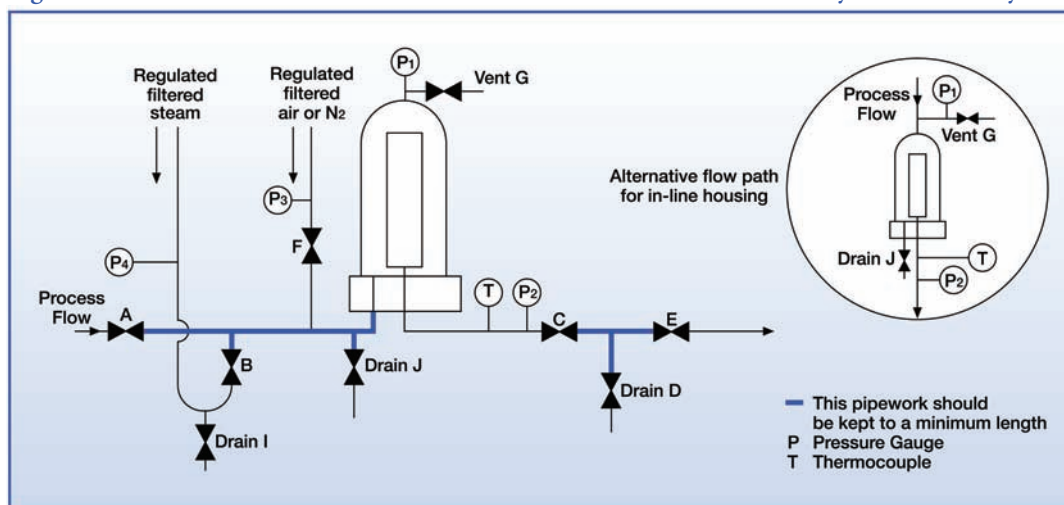 Regulated
filtered
steam
Regulated
filtered
air or N2
P1
Vent G
P3
F
P4
Process
Flow
A
B
Drain I
Drain J
T
P2
C
E
Drain D
Alternative flow path
for in-line housing
Process
Flow
P1
Vent G
Drain J
T
P2
This pipework should
be kept to a minimum length
P Pressure Gauge
T Thermocouple